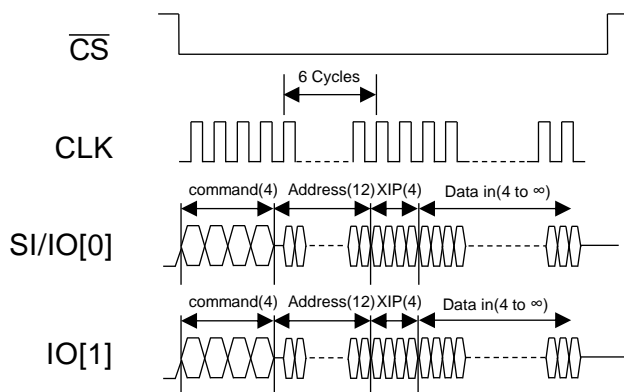 CS
6 Cycles
CLK
command(4) Address(12) XIP(4) Data in(4 to ∞)
SI/IO[0]
command(4) Address(12) XIP(4) Data in(4 to ∞)
IO[1]